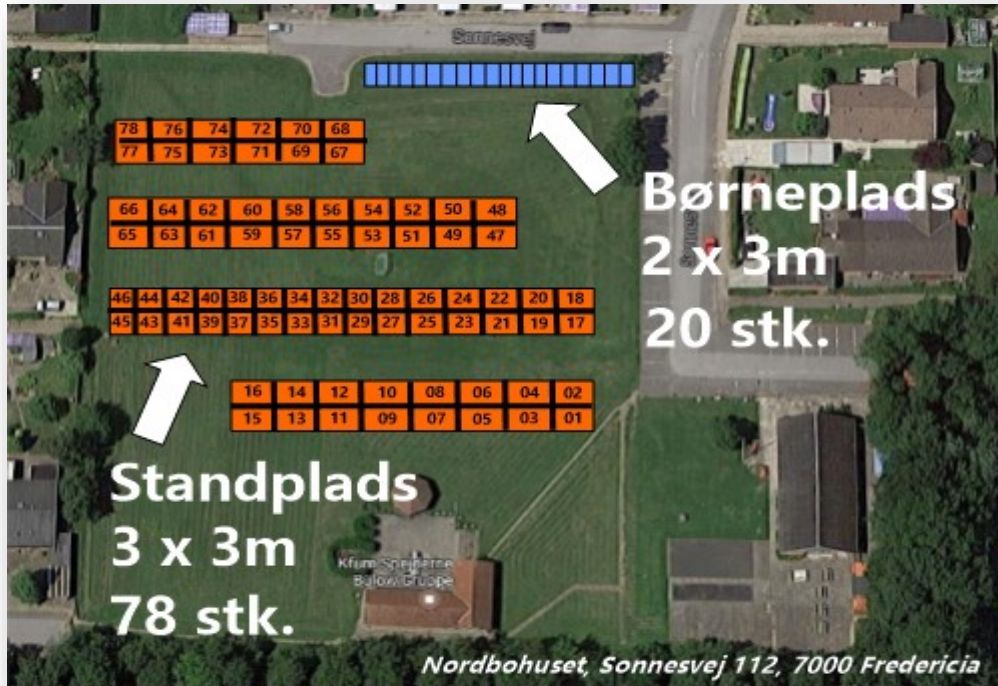 Sonnesvej
78 76 74 72 70 68
77 75 73 71 69 67
Børneplads
2 x 3m
20 stk.
66 64 62 60 58 56 54 52 50 48
65 63 61 59 57 55 53 51 49 47
46 44 42 40 38 36 34 32 30 28 26 24 22 20 18
45 43 41 39 37 35 33 31 29 27 25 23 21 19 17
16 14 12 10 08 06 04 02
15 13 11 09 07 05 03 01
Standplads
3 x 3m
78 stk.
Kfum Spejderne
Bülow Gruppe
Nordbohuset, Sonnesvej 112, 7000 Fredericia